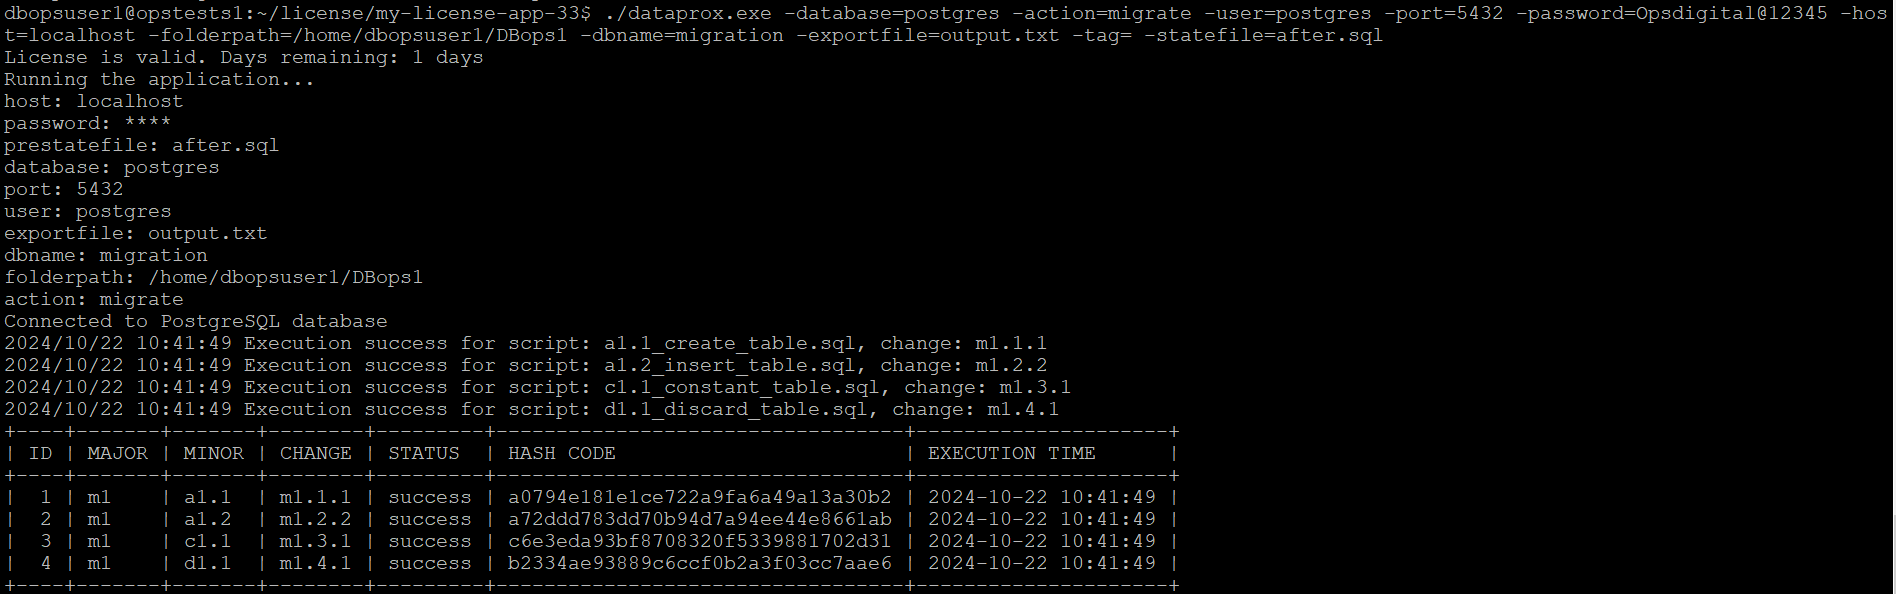 dbopsuser1@opstests1:~/license/my-license-app-33$ ./dataprox.exe -database=postgres -action=migrate -user=postgres -port=5432 -password=Opsdigital@12345 -hos
t=localhost -folderpath=/home/dbopsuser1/DBops1 -dbname=migration -exportfile=output.txt -tag= -statefile=after.sql
License is valid. Days remaining: 1 days
Running the application...
host: localhost
password: ****
prestatefile: after.sql
database: postgres
port: 5432
user: postgres
exportfile: output.txt
dbname: migration
folderpath: /home/dbopsuser1/DBops1
action: migrate
Connected to PostgreSQL database
2024/10/22 10:41:49 Execution success for script: a1.1_create_table.sql, change: m1.1.1
2024/10/22 10:41:49 Execution success for script: a1.2_insert_table.sql, change: m1.2.2
2024/10/22 10:41:49 Execution success for script: c1.1_constant_table.sql, change: m1.3.1
2024/10/22 10:41:49 Execution success for script: d1.1_discard_table.sql, change: m1.4.1
+----+-------+-------+--------+---------+----------------------------------+---------------------+
| ID | MAJOR | MINOR | CHANGE | STATUS  | HASH CODE                        | EXECUTION TIME      |
+----+-------+-------+--------+---------+----------------------------------+---------------------+
|  1 | m1    | a1.1  | m1.1.1 | success | a0794e181e1ce722a9fa6a49a13a30b2 | 2024-10-22 10:41:49 |
|  2 | m1    | a1.2  | m1.2.2 | success | a72ddd783dd70b94d7a94ee44e8661ab | 2024-10-22 10:41:49 |
|  3 | m1    | c1.1  | m1.3.1 | success | c6e3eda93bf8708320f5339881702d31 | 2024-10-22 10:41:49 |
|  4 | m1    | d1.1  | m1.4.1 | success | b2334ae93889c6ccf0b2a3f03cc7aae6 | 2024-10-22 10:41:49 |
+----+-------+-------+--------+---------+----------------------------------+---------------------+